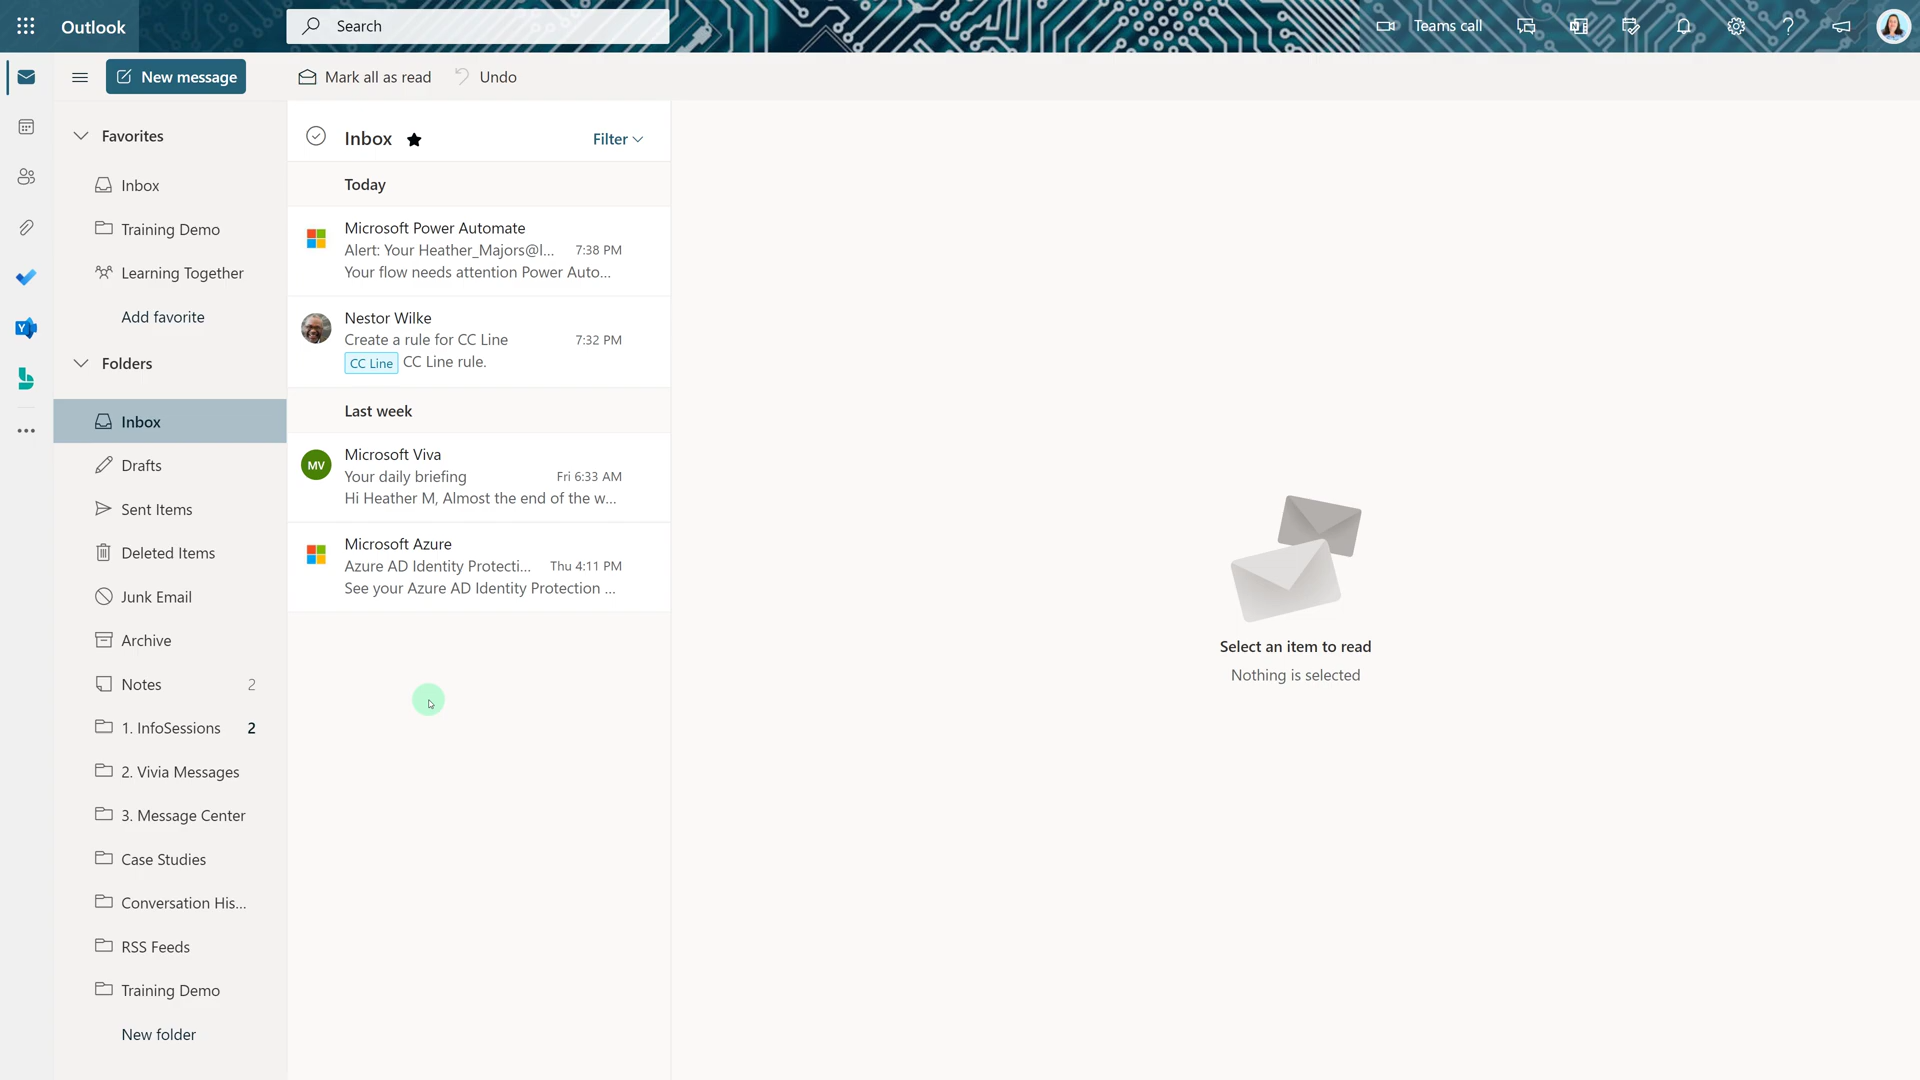 Outlook
Search
Teams call
New message
Mark all as read
Undo
Favorites
Inbox
Training Demo
Learning Together
Add favorite
Folders
Inbox
Drafts
Sent Items
Deleted Items
Junk Email
Archive
Notes 2
1. InfoSessions 2
2. Vivia Messages
3. Message Center
Case Studies
Conversation His...
RSS Feeds
Training Demo
New folder
Inbox
Filter
Today
Microsoft Power Automate
Alert: Your Heather_Majors@l... 7:38 PM
Your flow needs attention Power Auto...
Nestor Wilke
Create a rule for CC Line 7:32 PM
CC Line CC Line rule.
Last week
MV
Microsoft Viva
Your daily briefing Fri 6:33 AM
Hi Heather M, Almost the end of the w...
Microsoft Azure
Azure AD Identity Protecti... Thu 4:11 PM
See your Azure AD Identity Protection ...
Select an item to read
Nothing is selected